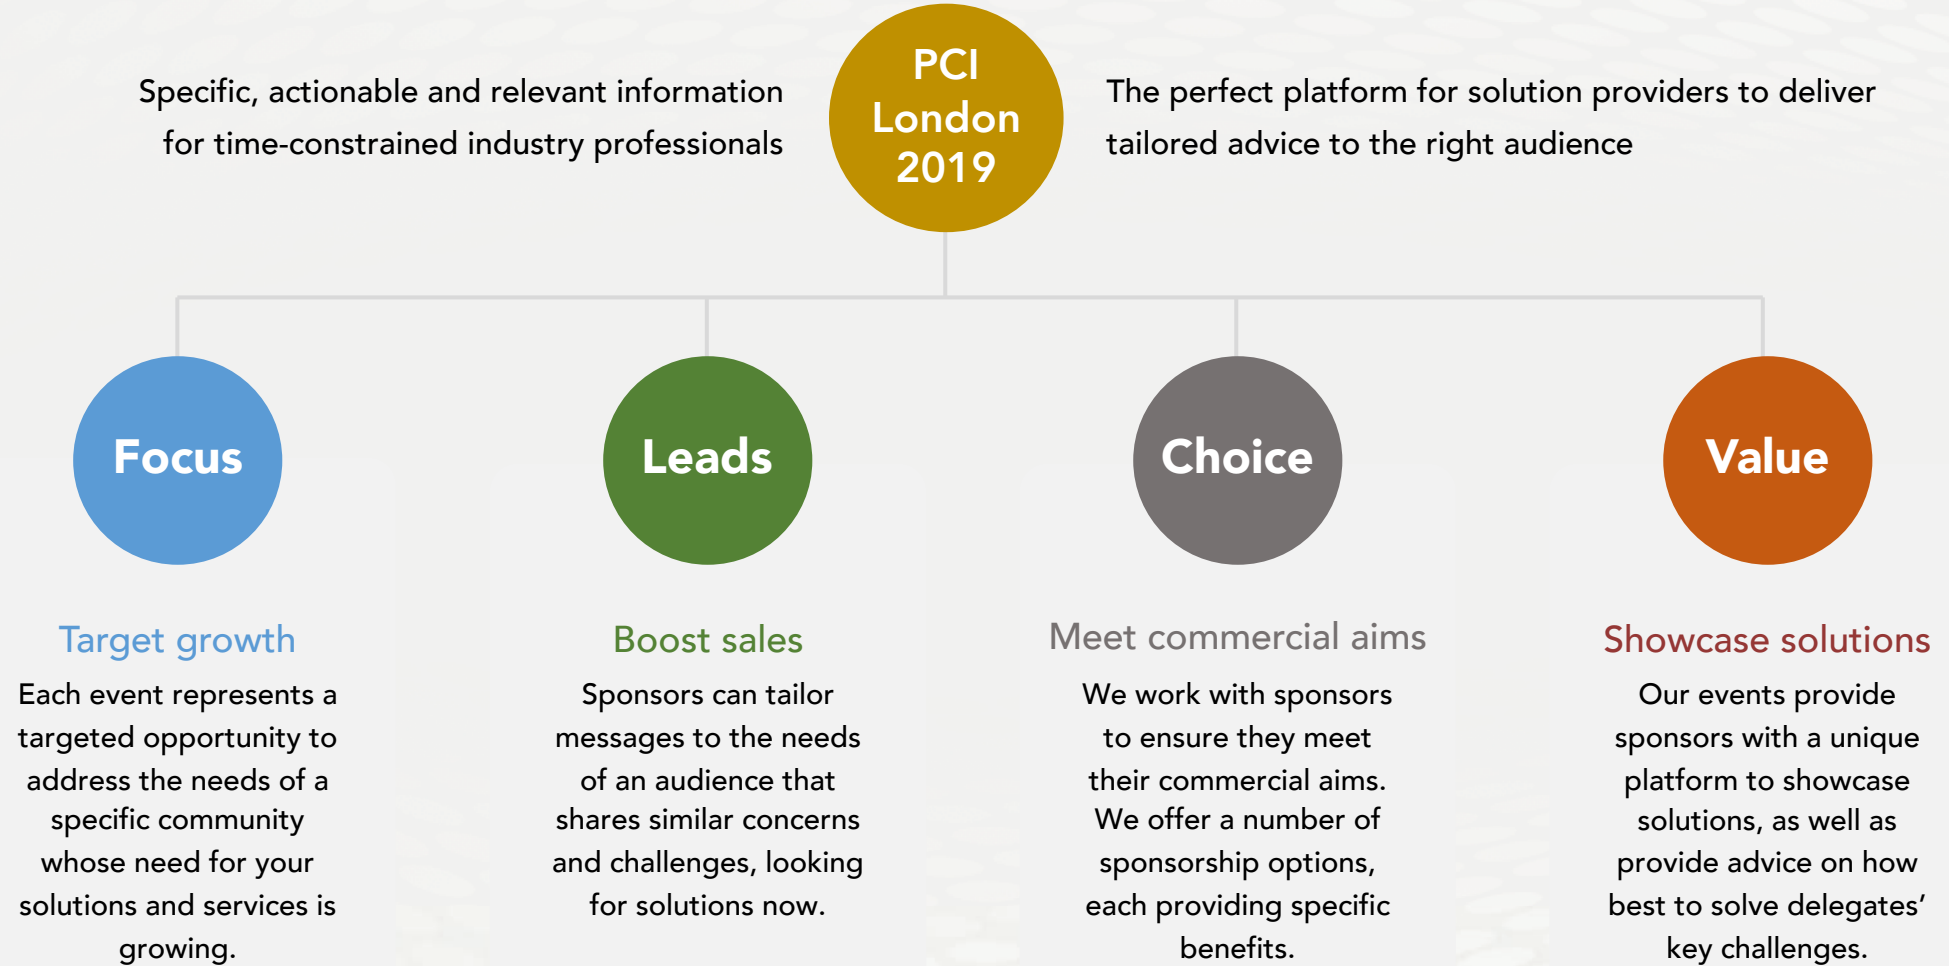 Specific, actionable and relevant information
for time-constrained industry professionals
PCI
London
2019
The perfect platform for solution providers to deliver
tailored advice to the right audience
Focus
Target growth
Each event represents a
targeted opportunity to
address the needs of a
specific community
whose need for your
solutions and services is
growing.
Leads
Boost sales
Sponsors can tailor
messages to the needs
of an audience that
shares similar concerns
and challenges, looking
for solutions now.
Choice
Meet commercial aims
We work with sponsors
to ensure they meet
their commercial aims.
We offer a number of
sponsorship options,
each providing specific
benefits.
Value
Showcase solutions
Our events provide
sponsors with a unique
platform to showcase
solutions, as well as
provide advice on how
best to solve delegates’
key challenges.